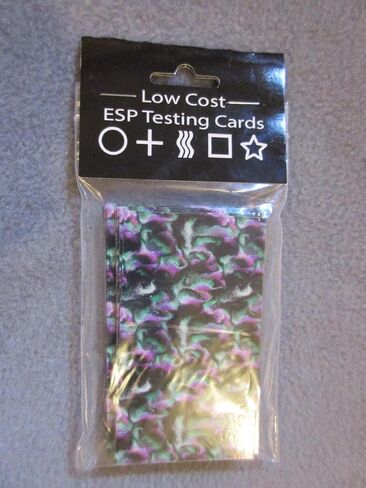 Low Cost
ESP Testing Cards